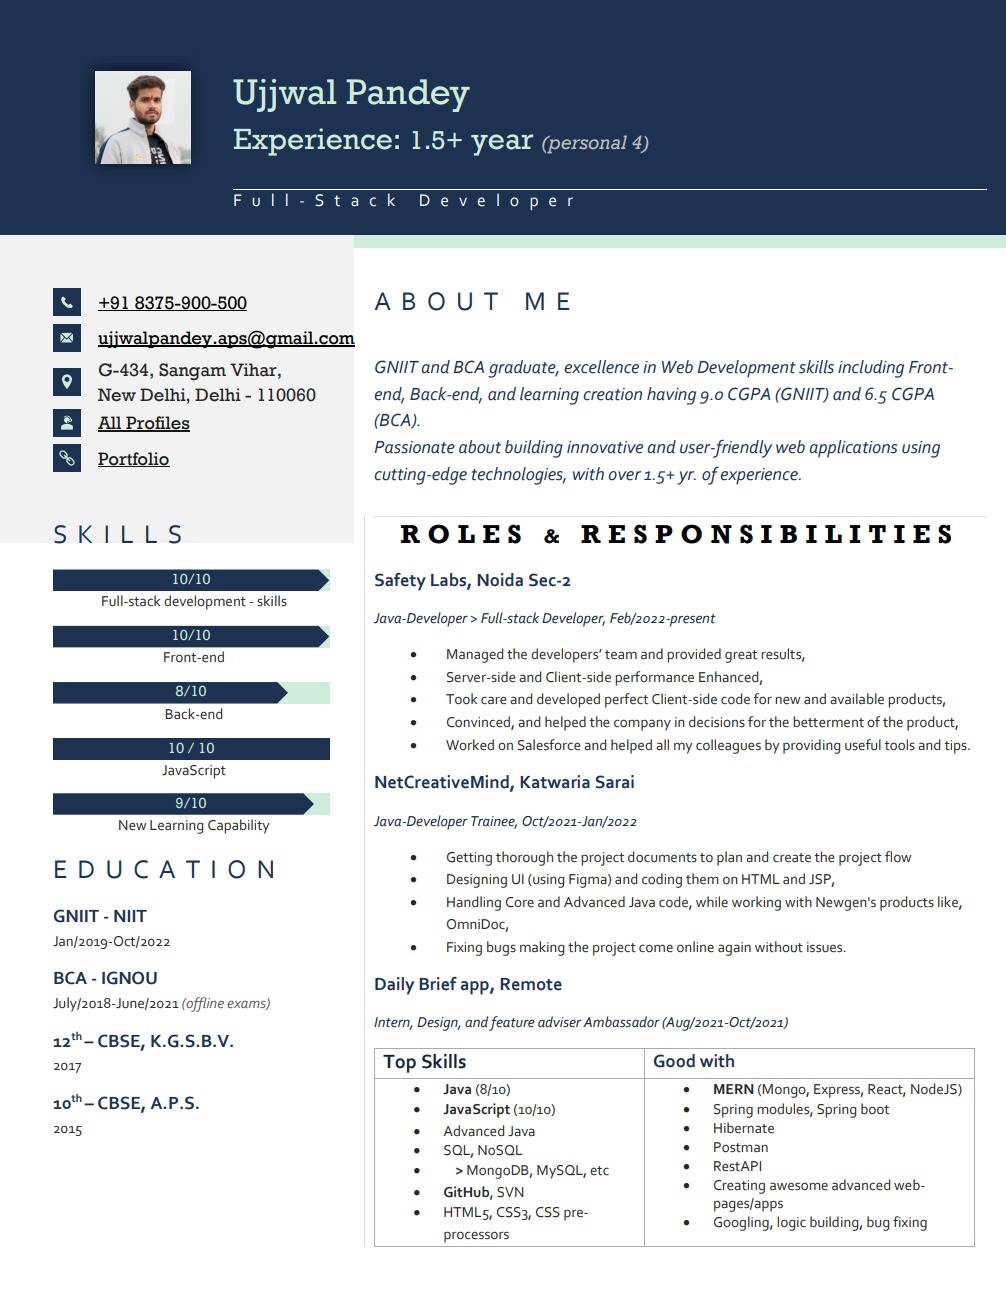 Ujjwal Pandey
Experience: 1.5+ year (personal 4)
Full-Stack Developer
+91 8375-900-500
ujjwalpandey.aps@gmail.com
G-434, Sangam Vihar,
New Delhi, Delhi - 110060
All Profiles
Portfolio
SKILLS
10/10
Full-stack development - skills
10/10
Front-end
8/10
Back-end
10 / 10
JavaScript
9/10
New Learning Capability
EDUCATION
GNIIT - NIIT
Jan/2019-Oct/2022
BCA - IGNOU
July/2018-June/2021 (offline exams)
12th – CBSE, K.G.S.B.V.
2017
10th – CBSE, A.P.S.
2015
ABOUT ME
GNIIT and BCA graduate, excellence in Web Development skills including Front-
end, Back-end, and learning creation having 9.0 CGPA (GNIIT) and 6.5 CGPA
(BCA).
Passionate about building innovative and user-friendly web applications using
cutting-edge technologies, with over 1.5+ yr. of experience.
ROLES & RESPONSIBILITIES
Safety Labs, Noida Sec-2
Java-Developer > Full-stack Developer, Feb/2022-present
• Managed the developers’ team and provided great results,
• Server-side and Client-side performance Enhanced,
• Took care and developed perfect Client-side code for new and available products,
• Convinced, and helped the company in decisions for the betterment of the product,
• Worked on Salesforce and helped all my colleagues by providing useful tools and tips.
NetCreativeMind, Katwaria Sarai
Java-Developer Trainee, Oct/2021-Jan/2022
• Getting thorough the project documents to plan and create the project flow
• Designing UI (using Figma) and coding them on HTML and JSP,
• Handling Core and Advanced Java code, while working with Newgen's products like,
OmniDoc,
• Fixing bugs making the project come online again without issues.
Daily Brief app, Remote
Intern, Design, and feature adviser Ambassador (Aug/2021-Oct/2021)
Top Skills
• Java (8/10)
• JavaScript (10/10)
• Advanced Java
• SQL, NoSQL
• > MongoDB, MySQL, etc
• GitHub, SVN
• HTML5, CSS3, CSS pre-
processors
Good with
• MERN (Mongo, Express, React, NodeJS)
• Spring modules, Spring boot
• Hibernate
• Postman
• RestAPI
• Creating awesome advanced web-
pages/apps
• Googling, logic building, bug fixing